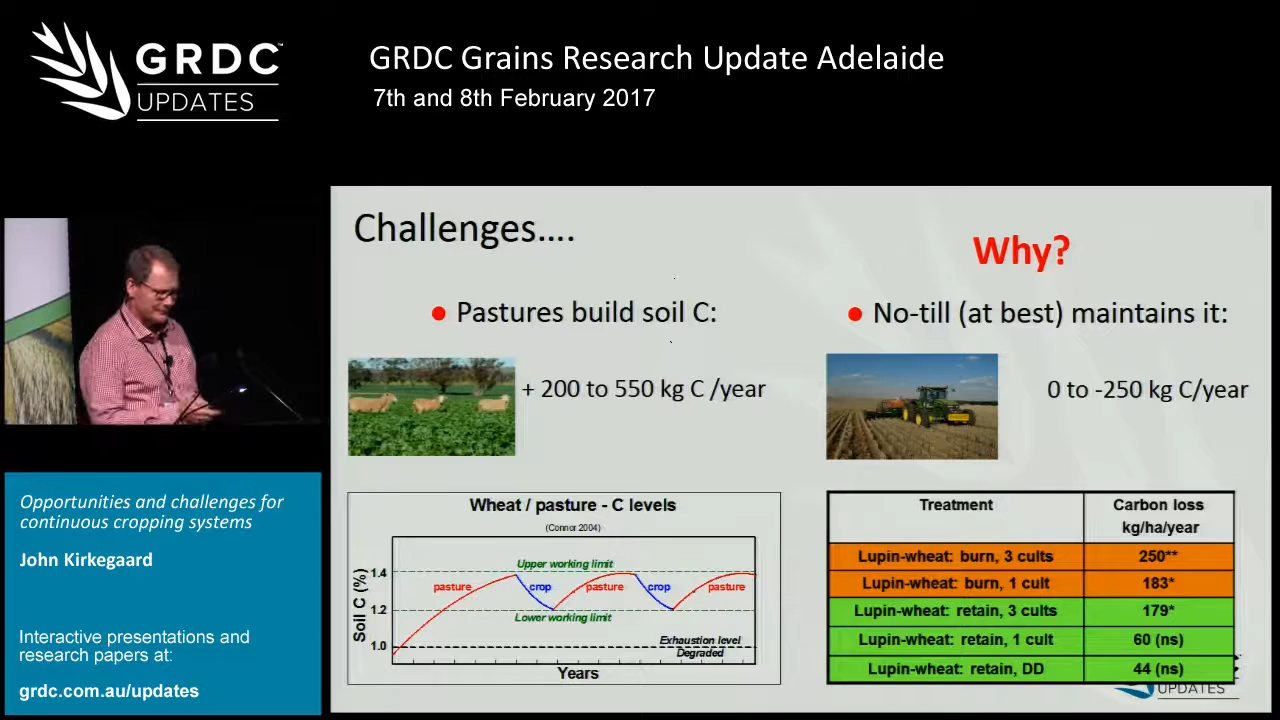 GRDC™
UPDATES
GRDC Grains Research Update Adelaide
7th and 8th February 2017
Challenges....
Why?
● Pastures build soil C:
+ 200 to 550 kg C /year
● No-till (at best) maintains it:
0 to -250 kg C/year
Wheat / pasture - C levels
(Connor 2004)
Upper working limit
pasture crop pasture crop pasture
Lower working limit
Exhaustion level
Degraded
Soil C (%)
1.4
1.2
1.0
Years
Treatment Carbon loss
kg/ha/year
Lupin-wheat: burn, 3 cults 250**
Lupin-wheat: burn, 1 cult 183*
Lupin-wheat: retain, 3 cults 179*
Lupin-wheat: retain, 1 cult 60 (ns)
Lupin-wheat: retain, DD 44 (ns)
UPDATES
Opportunities and challenges for
continuous cropping systems
John Kirkegaard
Interactive presentations and
research papers at:
grdc.com.au/updates